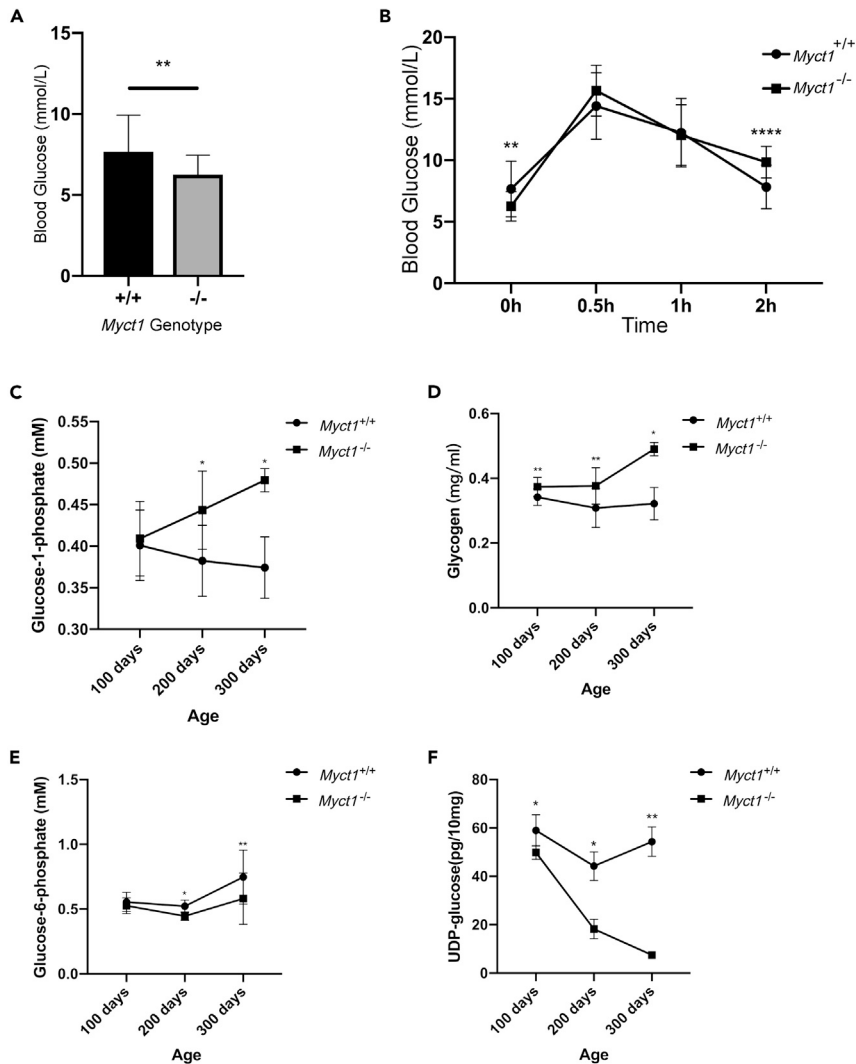 A
**
15
10
5
0
Blood Glucose (mmol/L)
+/+
-/-
Myct1 Genotype
B
20
15
10
5
0
Blood Glucose (mmol/L)
Myct1+/+
Myct1-/-
**
****
0h
0.5h
1h
2h
Time
C
0.55
0.50
0.45
0.40
0.35
0.30
Glucose-1-phosphate (mM)
Myct1+/+
Myct1-/-
*
*
100 days
200 days
300 days
Age
D
0.6
0.4
0.2
0.0
Glycogen (mg/ml)
Myct1+/+
Myct1-/-
**
**
*
100 days
200 days
300 days
Age
E
1.5
1.0
0.5
0.0
Glucose-6-phosphate (mM)
Myct1+/+
Myct1-/-
*
**
100 days
200 days
300 days
Age
F
80
60
40
20
0
UDP-glucose(pg/10mg)
Myct1+/+
Myct1-/-
*
*
**
100 days
200 days
300 days
Age